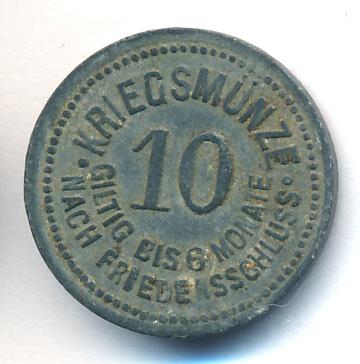 · KRIEGSMÜNZE ·
10
GILTIG BIS 6 MONATE
NACH FRIEDENSSCHLUSS